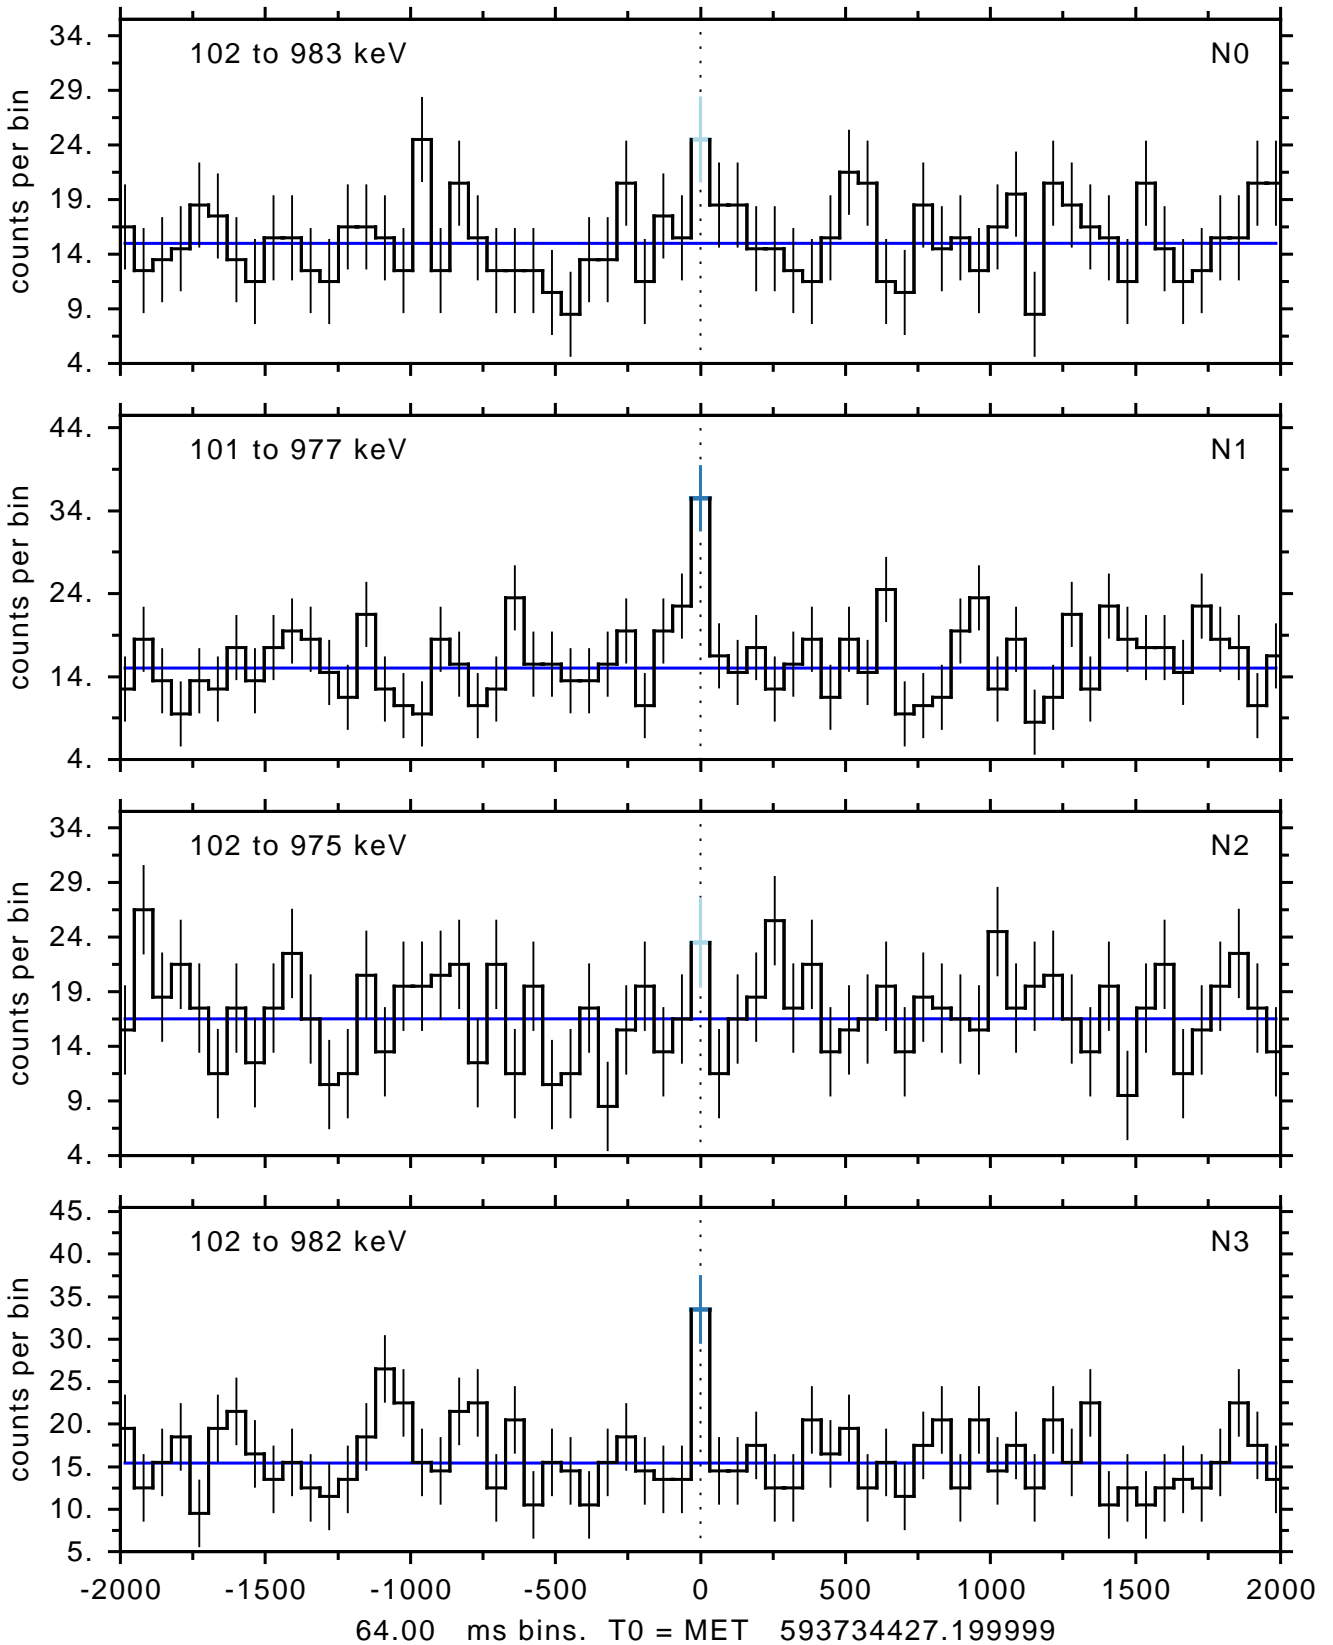 102 to 983 keV N0
counts per bin
34.
29.
24.
19.
14.
9.
4.
101 to 977 keV N1
counts per bin
44.
34.
24.
14.
4.
102 to 975 keV N2
counts per bin
34.
29.
24.
19.
14.
9.
4.
102 to 982 keV N3
counts per bin
45.
40.
35.
30.
25.
20.
15.
10.
5.
-2000 -1500 -1000 -500 0 500 1000 1500 2000
64.00 ms bins. T0 = MET 593734427.199999